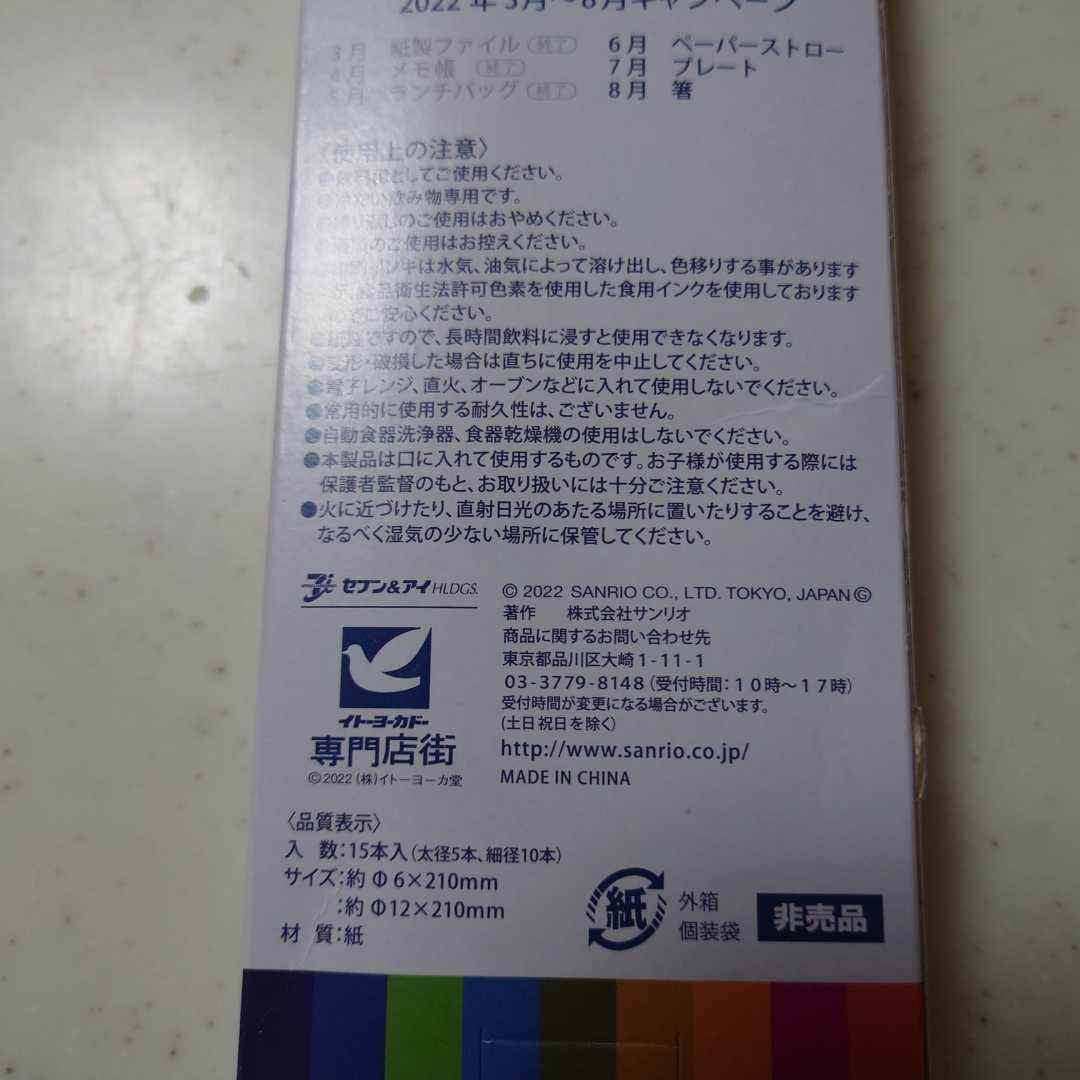 2022年3月～8月キャンペーン
3月 紙製ファイル 終了 6月 ペーパーストロー
4月 メモ帳 終了 7月 プレート
5月 ランチバッグ 終了 8月 箸
〈使用上の注意〉
としてご使用ください。
飲み物専用です。
のご使用はおやめください。
のご使用はお控えください。
は水気、油気によって溶け出し、色移りする事があります
食品衛生法許可色素を使用した食用インクを使用しております
のでご安心ください。
ですので、長時間飲料に浸すと使用できなくなります。
●変形・破損した場合は直ちに使用を中止してください。
●電子レンジ、直火、オーブンなどに入れて使用しないでください。
●常用的に使用する耐久性は、ございません。
●自動食器洗浄器、食器乾燥機の使用はしないでください。
●本製品は口に入れて使用するものです。お子様が使用する際には
保護者監督のもと、お取り扱いには十分ご注意ください。
●火に近づけたり、直射日光のあたる場所に置いたりすることを避け、
なるべく湿気の少ない場所に保管してください。
セブン&アイHLDGS.
イトーヨーカドー
専門店街
©2022 (株)イトーヨーカ堂
© 2022 SANRIO CO., LTD. TOKYO, JAPAN Ⓖ
著作 株式会社サンリオ
商品に関するお問い合わせ先
東京都品川区大崎1-11-1
03-3779-8148（受付時間：１０時～１７時）
受付時間が変更になる場合がございます。
(土日祝日を除く)
http://www.sanrio.co.jp/
MADE IN CHINA
〈品質表示〉
入 数：15本入（太径5本、細径10本）
サイズ：約 Φ 6×210mm
：約 Φ12×210mm
材 質：紙
紙
外箱
個装袋
非売品